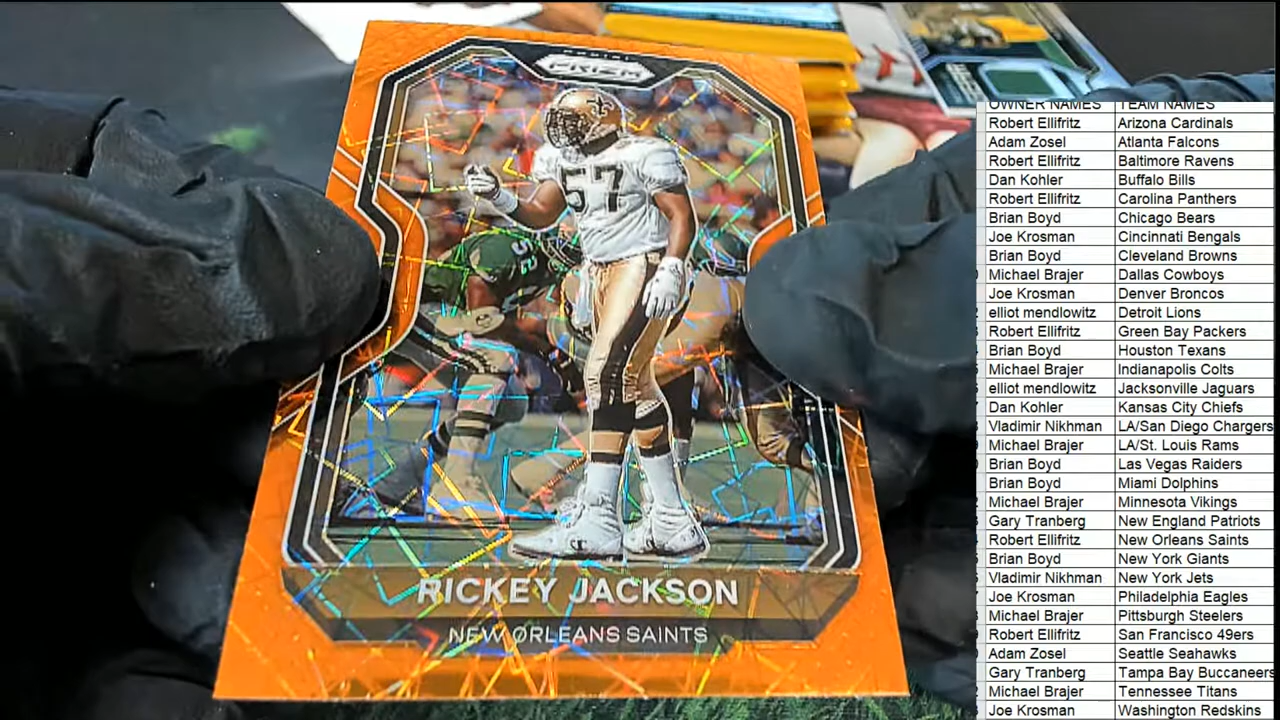 PANINI
PRIZM
57
52
RICKEY JACKSON
NEW ORLEANS SAINTS
OWNER NAMES TEAM NAMES
Robert Ellifritz Arizona Cardinals
Adam Zosel Atlanta Falcons
Robert Ellifritz Baltimore Ravens
Dan Kohler Buffalo Bills
Robert Ellifritz Carolina Panthers
Brian Boyd Chicago Bears
Joe Krosman Cincinnati Bengals
Brian Boyd Cleveland Browns
Michael Brajer Dallas Cowboys
Joe Krosman Denver Broncos
elliot mendlowitz Detroit Lions
Robert Ellifritz Green Bay Packers
Brian Boyd Houston Texans
Michael Brajer Indianapolis Colts
elliot mendlowitz Jacksonville Jaguars
Dan Kohler Kansas City Chiefs
Vladimir Nikhman LA/San Diego Chargers
Michael Brajer LA/St. Louis Rams
Brian Boyd Las Vegas Raiders
Brian Boyd Miami Dolphins
Michael Brajer Minnesota Vikings
Gary Tranberg New England Patriots
Robert Ellifritz New Orleans Saints
Brian Boyd New York Giants
Vladimir Nikhman New York Jets
Joe Krosman Philadelphia Eagles
Michael Brajer Pittsburgh Steelers
Robert Ellifritz San Francisco 49ers
Adam Zosel Seattle Seahawks
Gary Tranberg Tampa Bay Buccaneers
Michael Brajer Tennessee Titans
Joe Krosman Washington Redskins